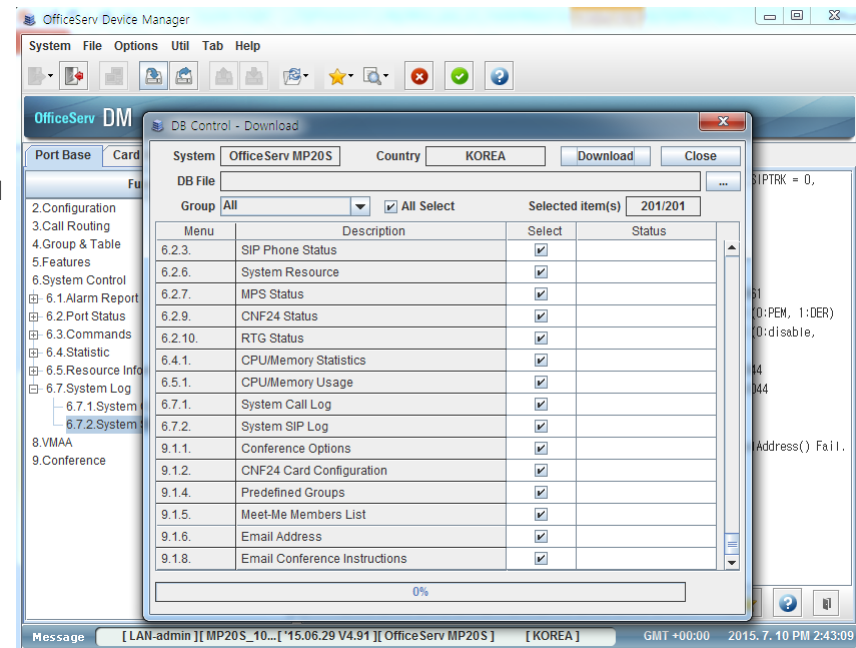 OfficeServ Device Manager
System File Options Util Tab Help
OfficeServ DM
DB Control - Download
Port Base Card
System OfficeServ MP20S Country KOREA Download Close
DB File ...
Group All All Select Selected item(s) 201/201
Menu Description Select Status
6.2.3. SIP Phone Status
6.2.6. System Resource
6.2.7. MPS Status
6.2.9. CNF24 Status
6.2.10. RTG Status
6.4.1. CPU/Memory Statistics
6.5.1. CPU/Memory Usage
6.7.1. System Call Log
6.7.2. System SIP Log
9.1.1. Conference Options
9.1.2. CNF24 Card Configuration
9.1.4. Predefined Groups
9.1.5. Meet-Me Members List
9.1.6. Email Address
9.1.8. Email Conference Instructions
0%
Fu
2.Configuration
3.Call Routing
4.Group & Table
5.Features
6.System Control
6.1.Alarm Report
6.2.Port Status
6.3.Commands
6.4.Statistic
6.5.Resource Info
6.7.System Log
6.7.1.System
6.7.2.System
8.VMAA
9.Conference
SIPTRK = 0,
61
(0:PEM, 1:DER)
(0:disable,
44
044
Address() Fail.
Message [ LAN-admin ][ MP20S_10...[ '15.06.29 V4.91 ][ OfficeServ MP20S ] [ KOREA ] GMT +00:00 2015. 7. 10 PM 2:43:09